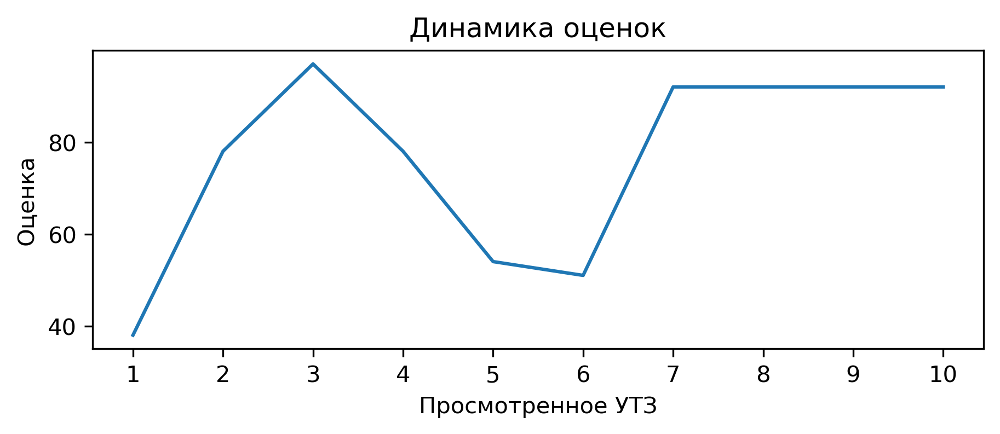 Динамика оценок
Оценка
80
60
40
1 2 3 4 5 6 7 8 9 10
Просмотренное УТЗ